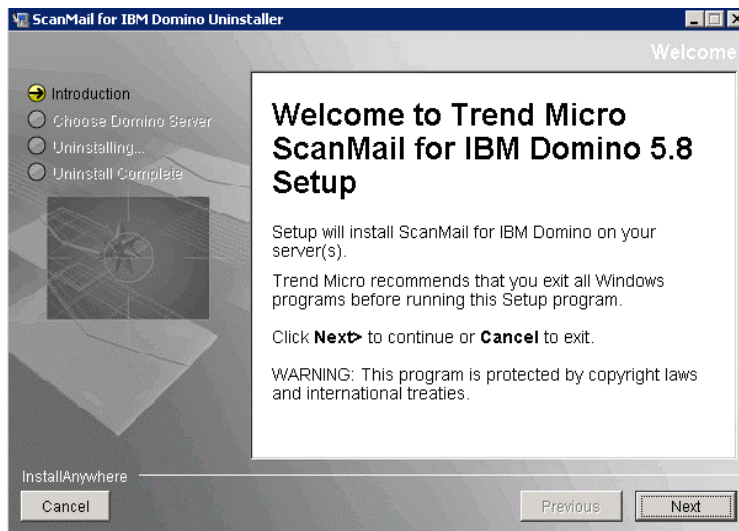 ScanMail for IBM Domino Uninstaller
Welcome
Introduction
Choose Domino Server
Uninstalling...
Uninstall Complete
Welcome to Trend Micro
ScanMail for IBM Domino 5.8
Setup
Setup will install ScanMail for IBM Domino on your
server(s).
Trend Micro recommends that you exit all Windows
programs before running this Setup program.
Click Next> to continue or Cancel to exit.
WARNING: This program is protected by copyright laws
and international treaties.
InstallAnywhere
Cancel
Previous
Next